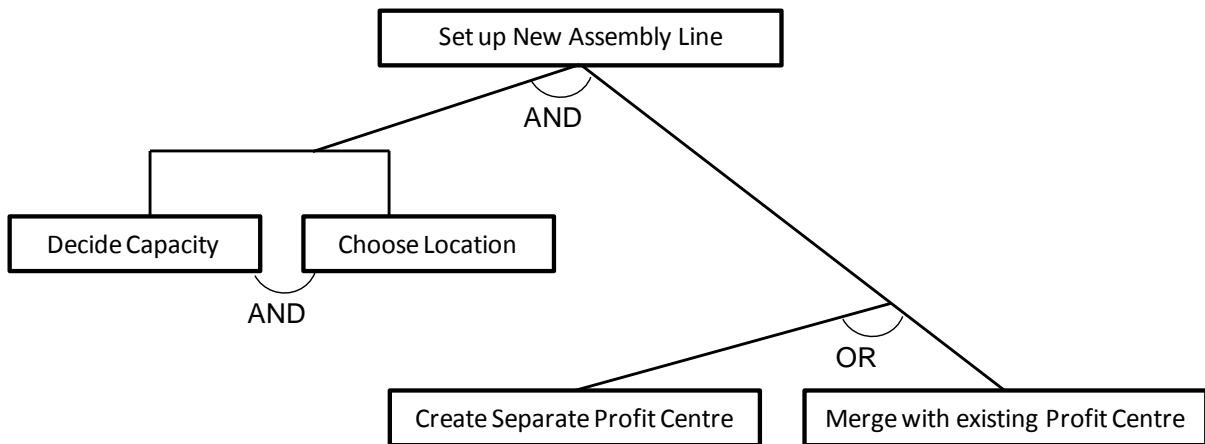 Set up New Assembly Line
AND
Decide Capacity
Choose Location
AND
OR
Create Separate Profit Centre
Merge with existing Profit Centre